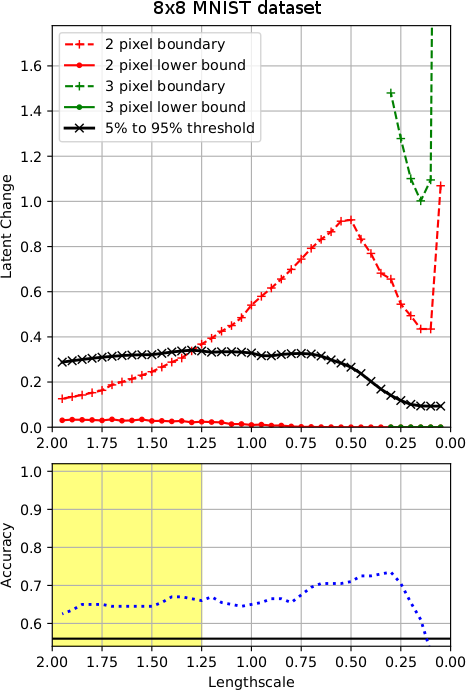 8x8 MNIST dataset
2 pixel boundary
2 pixel lower bound
3 pixel boundary
3 pixel lower bound
5% to 95% threshold
Latent Change
1.6
1.4
1.2
1.0
0.8
0.6
0.4
0.2
0.0
2.00 1.75 1.50 1.25 1.00 0.75 0.50 0.25 0.00
Accuracy
1.0
0.9
0.8
0.7
0.6
2.00 1.75 1.50 1.25 1.00 0.75 0.50 0.25 0.00
Lengthscale